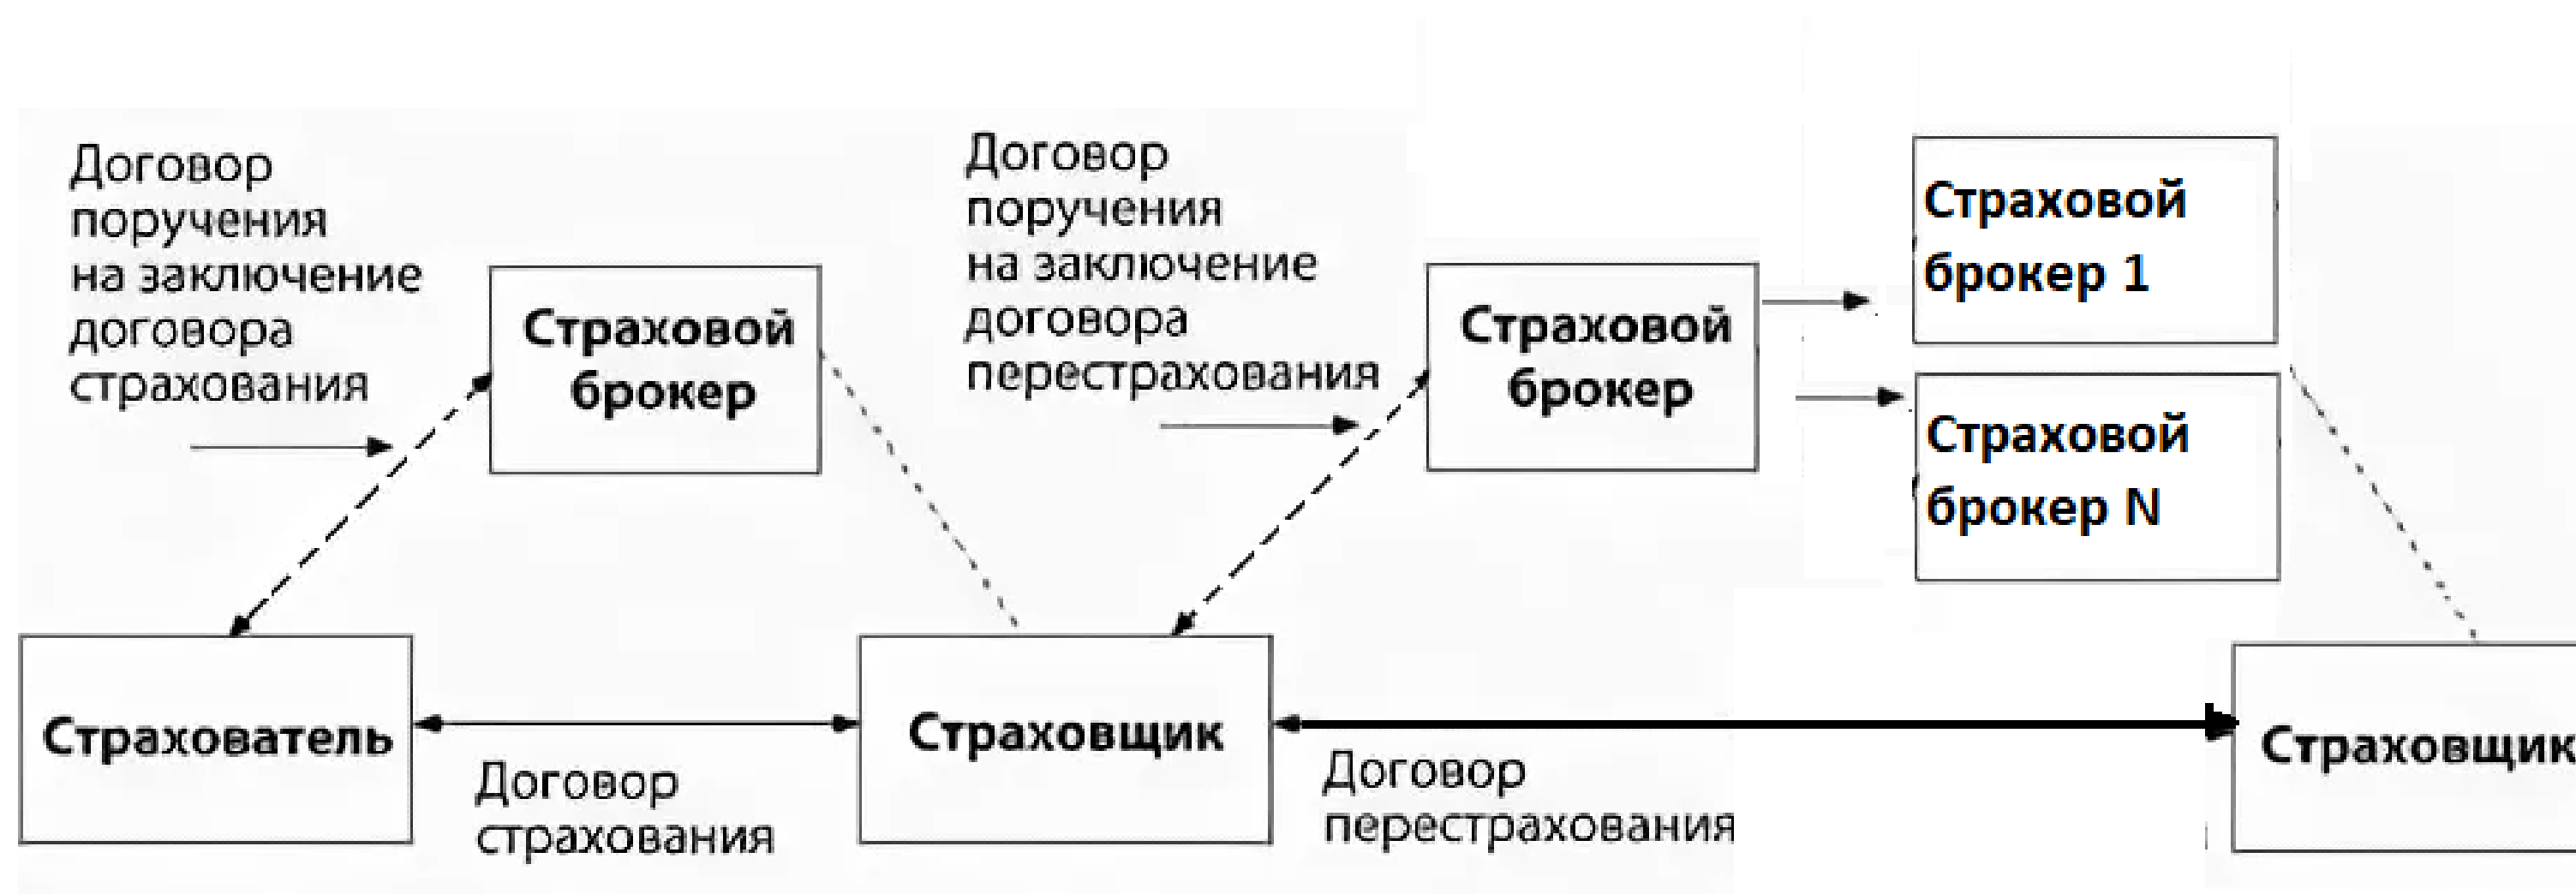 Договор
поручения
на заключение
договора
страхования
Страховой
брокер
Договор
поручения
на заключение
договора
перестрахования
Страховой
брокер
Страховой
брокер 1
Страховой
брокер N
Страхователь
Договор
страхования
Страховщик
Договор
перестрахования
Страховщик